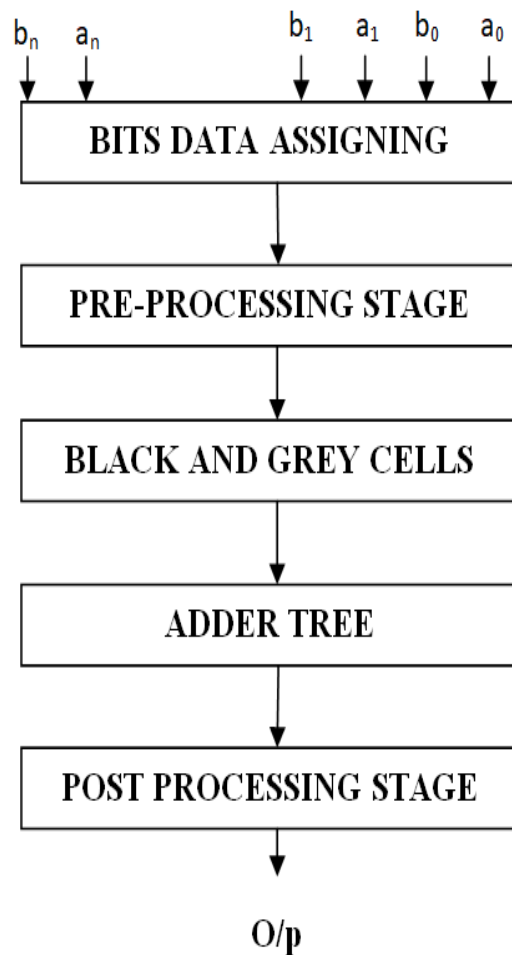 bₙ aₙ b₁ a₁ b₀ a₀
BITS DATA ASSIGNING
PRE-PROCESSING STAGE
BLACK AND GREY CELLS
ADDER TREE
POST PROCESSING STAGE
O/p